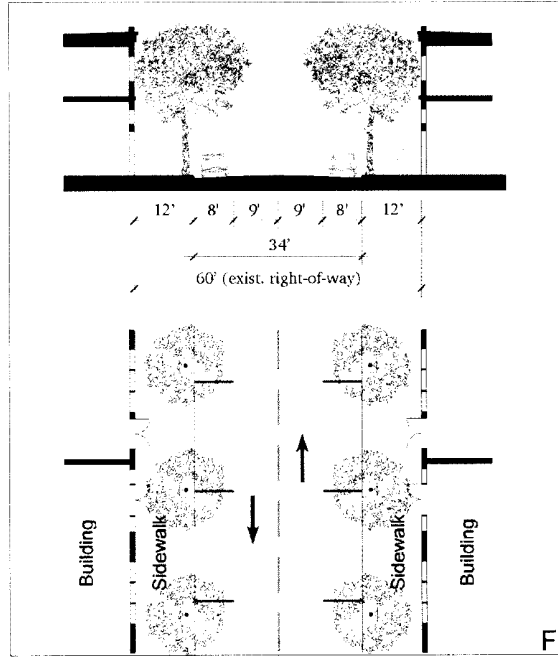 12' 8' 9' 9' 8' 12'
34'
60' (exist. right-of-way)
Building
Sidewalk
Sidewalk
Building
F